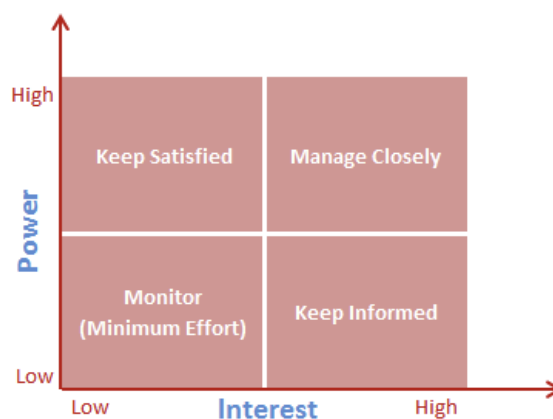 High
Keep Satisfied
Manage Closely
Power
Monitor
(Minimum Effort)
Keep Informed
Low
Low
Interest
High